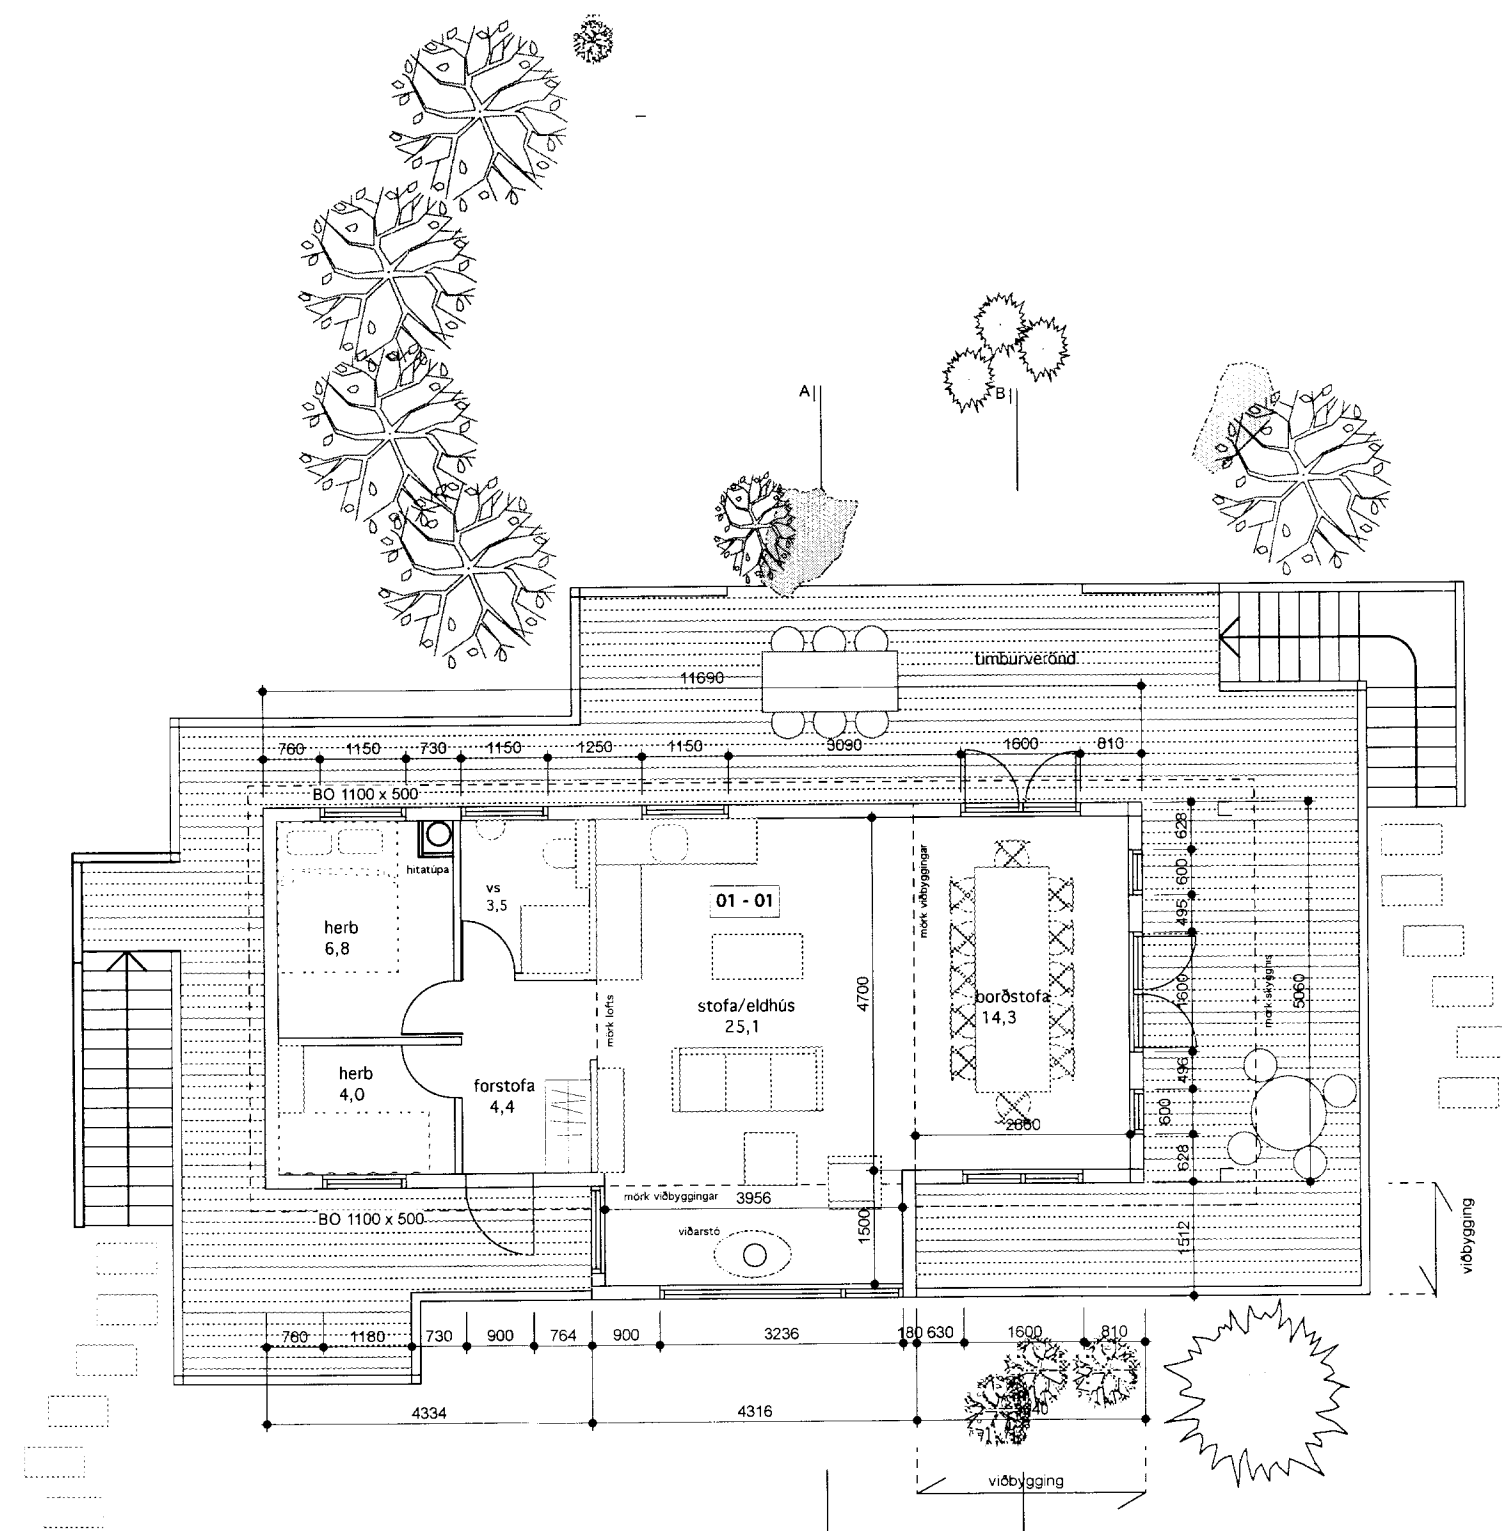 A
B
timburverönd
11690
760 1150 730 1150 1250 1150 3090 1600 810
BO 1100 x 500
hitatúpa
vs
3,5
herb
6,8
01 - 01
mörk viðbyggingar
628
600
495
1600
496
600
628
1512
5060
mörk skyggnis
mörk lofts
stofa/eldhús
25,1
4700
borðstofa
14,3
herb
4,0
forstofa
4,4
2860
mörk viðbyggingar
3956
1500
viðarstó
BO 1100 x 500
viðbygging
760 1180 730 900 764 900 3236 180 630 1600 810
4334 4316
viðbygging